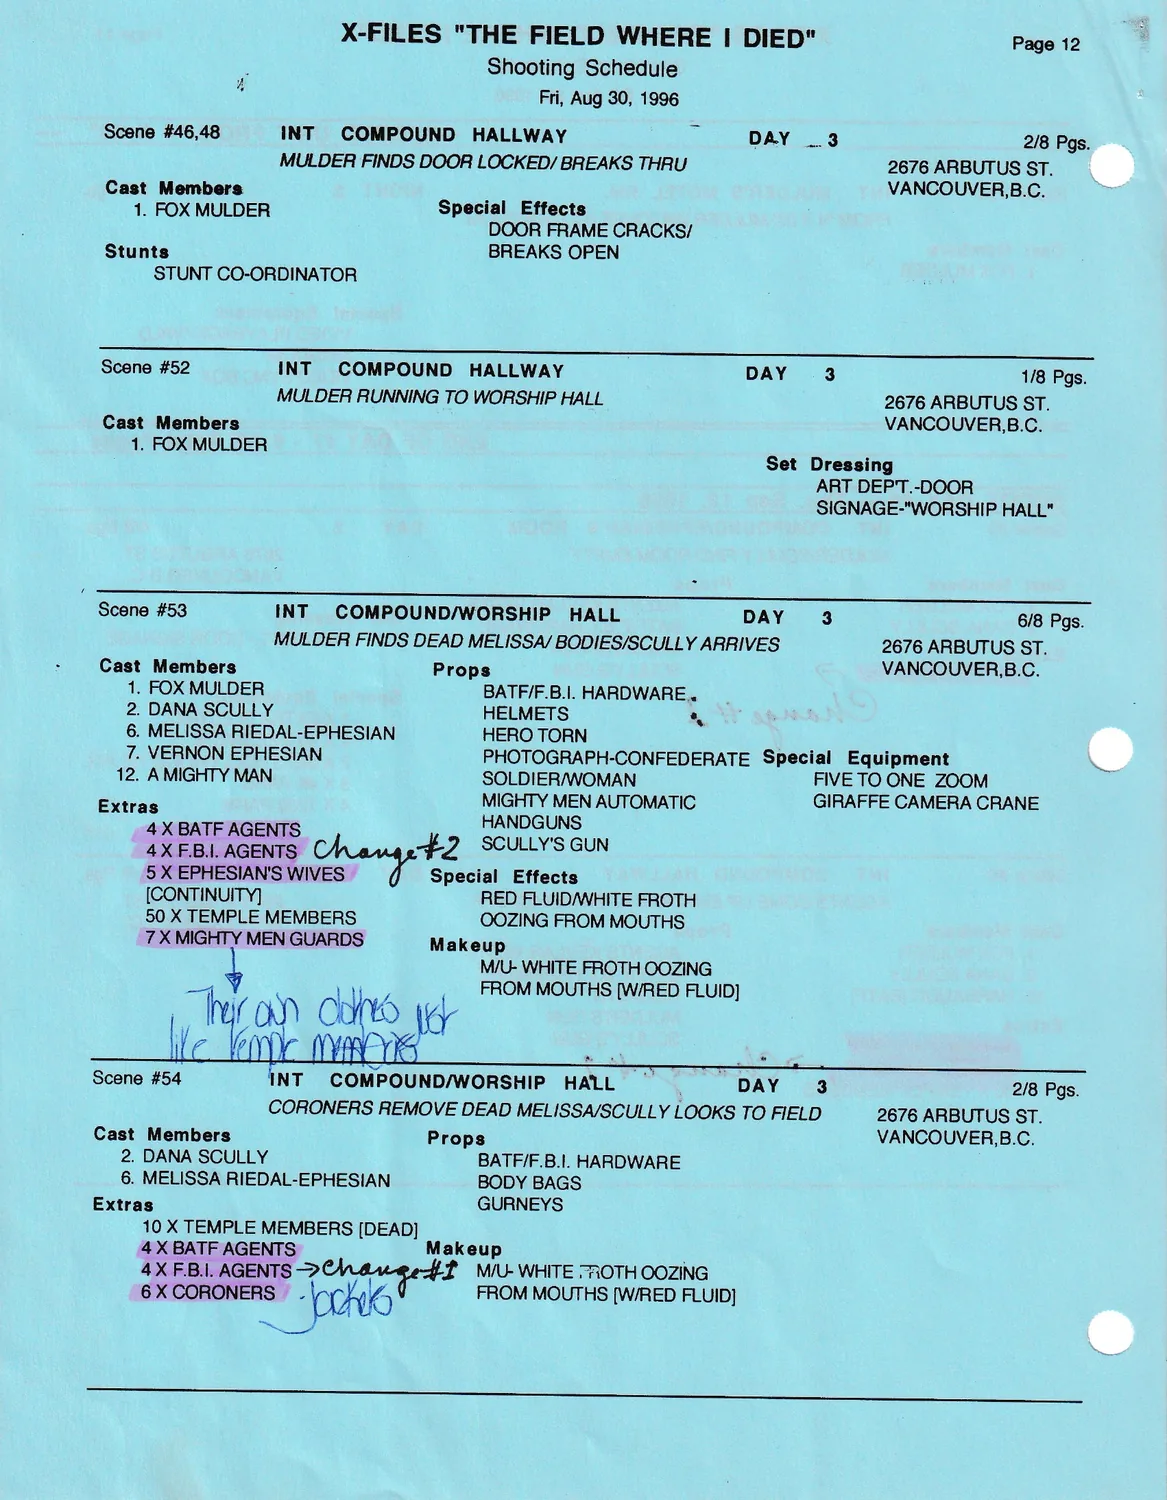 X-FILES "THE FIELD WHERE I DIED"
Page 12
Shooting Schedule
Fri, Aug 30, 1996
Scene #46,48 INT COMPOUND HALLWAY DAY 3 2/8 Pgs.
MULDER FINDS DOOR LOCKED/ BREAKS THRU
2676 ARBUTUS ST.
VANCOUVER,B.C.
Cast Members
1. FOX MULDER
Special Effects
DOOR FRAME CRACKS/
BREAKS OPEN
Stunts
STUNT CO-ORDINATOR
Scene #52 INT COMPOUND HALLWAY DAY 3 1/8 Pgs.
MULDER RUNNING TO WORSHIP HALL
2676 ARBUTUS ST.
VANCOUVER,B.C.
Cast Members
1. FOX MULDER
Set Dressing
ART DEP'T.-DOOR
SIGNAGE-"WORSHIP HALL"
Scene #53 INT COMPOUND/WORSHIP HALL DAY 3 6/8 Pgs.
MULDER FINDS DEAD MELISSA/ BODIES/SCULLY ARRIVES
2676 ARBUTUS ST.
VANCOUVER,B.C.
Cast Members
1. FOX MULDER
2. DANA SCULLY
6. MELISSA RIEDAL-EPHESIAN
7. VERNON EPHESIAN
12. A MIGHTY MAN
Props
BATF/F.B.I. HARDWARE
HELMETS
HERO TORN
PHOTOGRAPH-CONFEDERATE
SOLDIER/WOMAN
MIGHTY MEN AUTOMATIC
HANDGUNS
SCULLY'S GUN
Special Equipment
FIVE TO ONE ZOOM
GIRAFFE CAMERA CRANE
Extras
4 X BATF AGENTS
4 X F.B.I. AGENTS Change #2
5 X EPHESIAN'S WIVES
[CONTINUITY]
50 X TEMPLE MEMBERS
7 X MIGHTY MEN GUARDS
Their own clothes just
like temple members
Special Effects
RED FLUID/WHITE FROTH
OOZING FROM MOUTHS
Makeup
M/U- WHITE FROTH OOZING
FROM MOUTHS [W/RED FLUID]
Scene #54 INT COMPOUND/WORSHIP HALL DAY 3 2/8 Pgs.
CORONERS REMOVE DEAD MELISSA/SCULLY LOOKS TO FIELD
2676 ARBUTUS ST.
VANCOUVER,B.C.
Cast Members
2. DANA SCULLY
6. MELISSA RIEDAL-EPHESIAN
Props
BATF/F.B.I. HARDWARE
BODY BAGS
GURNEYS
Extras
10 X TEMPLE MEMBERS [DEAD]
4 X BATF AGENTS
4 X F.B.I. AGENTS → Change #1
6 X CORONERS - Jackets
Makeup
M/U- WHITE FROTH OOZING
FROM MOUTHS [W/RED FLUID]